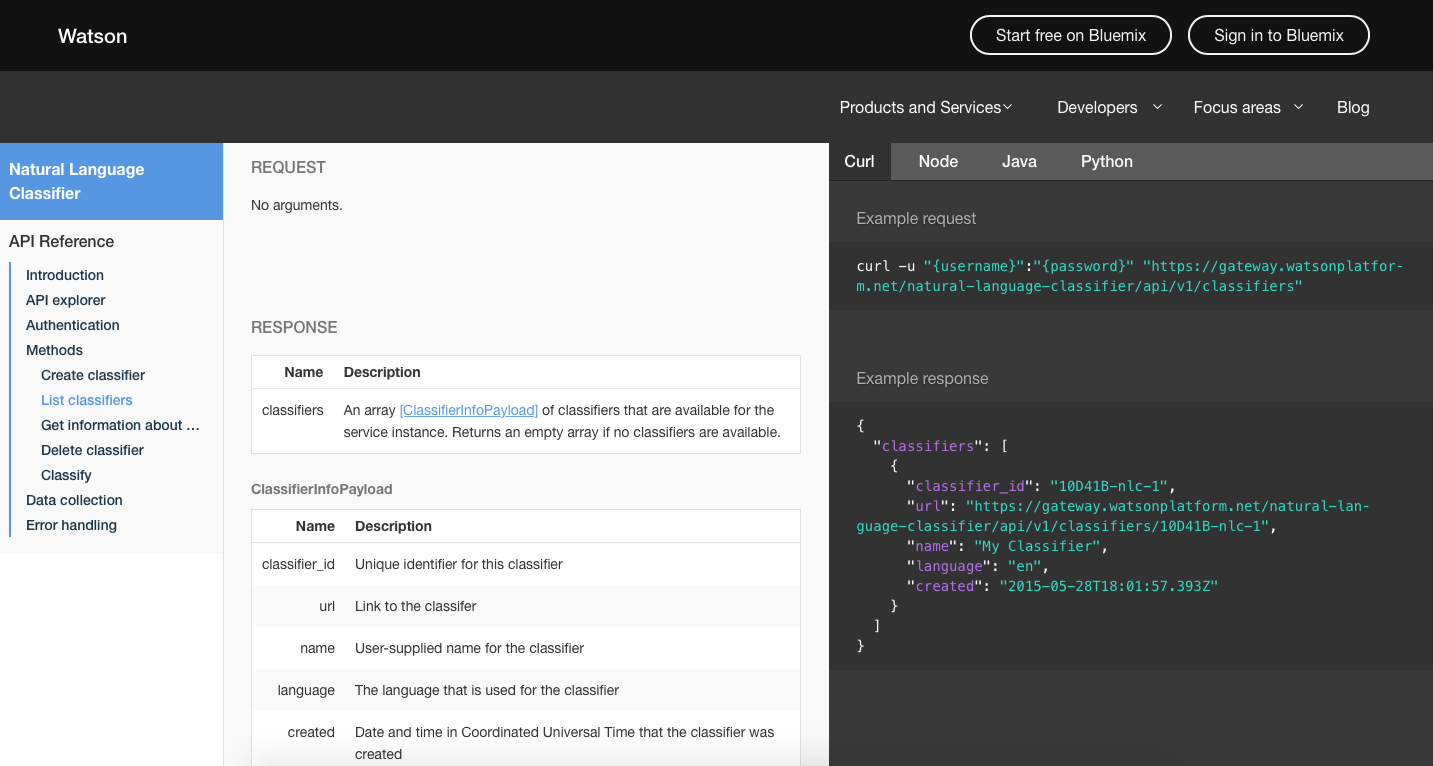 Watson
Start free on Bluemix
Sign in to Bluemix
Products and Services
Developers
Focus areas
Blog
Natural Language
Classifier
API Reference
Introduction
API explorer
Authentication
Methods
Create classifier
List classifiers
Get information about ...
Delete classifier
Classify
Data collection
Error handling
REQUEST
No arguments.
RESPONSE
Name Description
classifiers An array [ClassifierInfoPayload] of classifiers that are available for the
service instance. Returns an empty array if no classifiers are available.
ClassifierInfoPayload
Name Description
classifier_id Unique identifier for this classifier
url Link to the classifer
name User-supplied name for the classifier
language The language that is used for the classifier
created Date and time in Coordinated Universal Time that the classifier was
created
Curl Node Java Python
Example request
curl -u "{username}":"{password}" "https://gateway.watsonplatfor-
m.net/natural-language-classifier/api/v1/classifiers"
Example response
{
"classifiers": [
{
"classifier_id": "10D41B-nlc-1",
"url": "https://gateway.watsonplatform.net/natural-lan-
guage-classifier/api/v1/classifiers/10D41B-nlc-1",
"name": "My Classifier",
"language": "en",
"created": "2015-05-28T18:01:57.393Z"
}
]
}